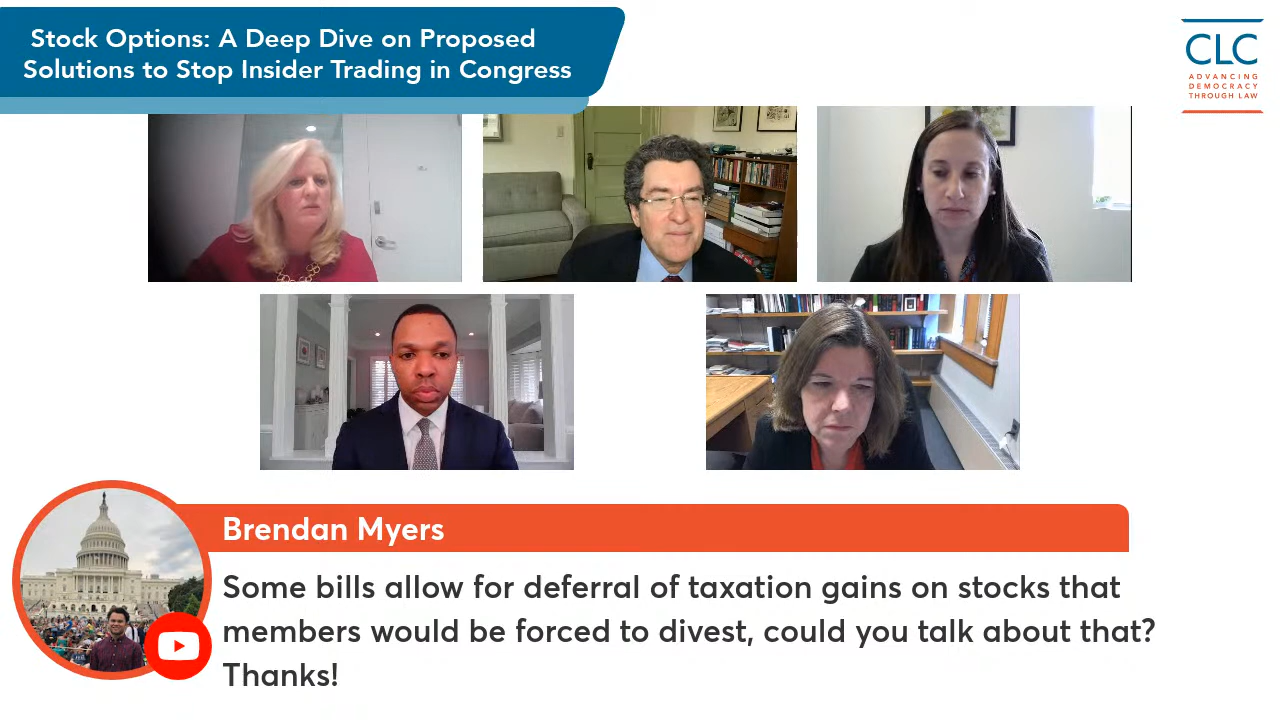 Stock Options: A Deep Dive on Proposed
Solutions to Stop Insider Trading in Congress
CLC
ADVANCING
DEMOCRACY
THROUGH LAW
Brendan Myers
Some bills allow for deferral of taxation gains on stocks that
members would be forced to divest, could you talk about that?
Thanks!